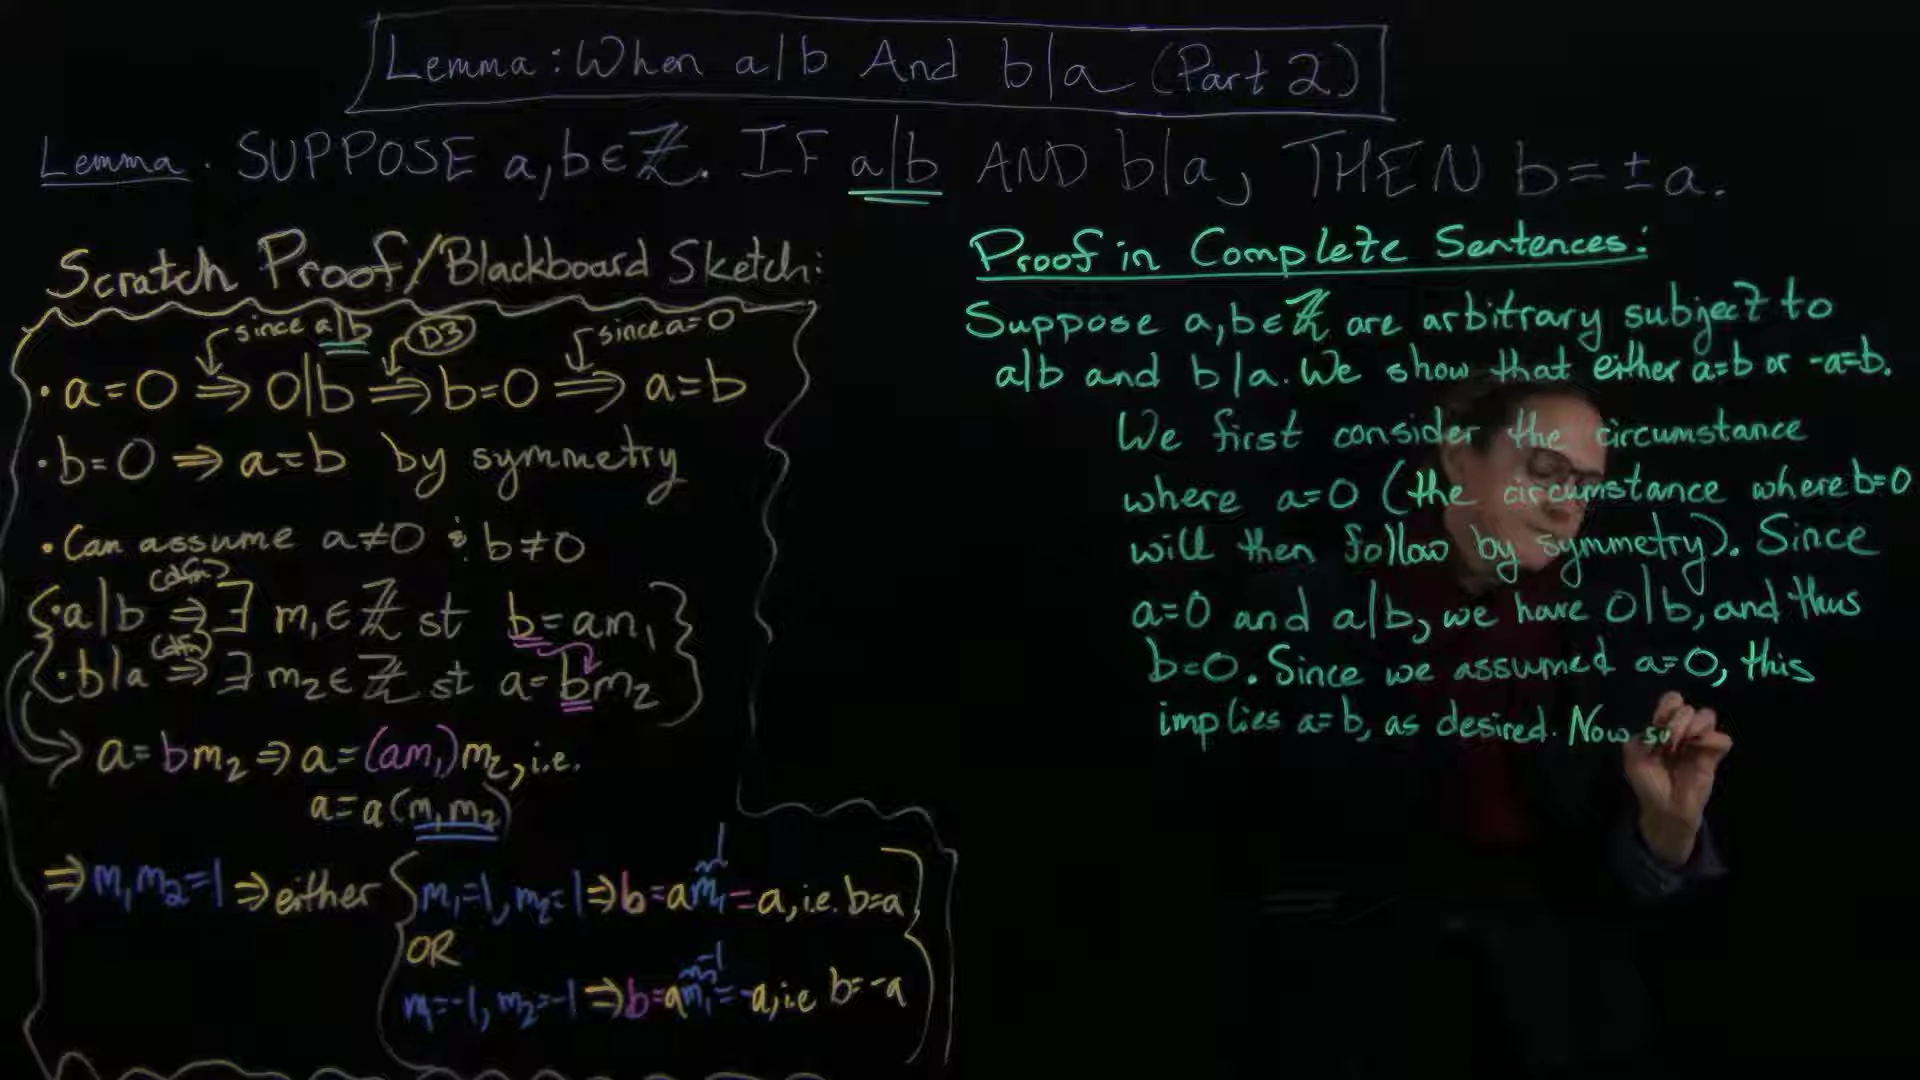 Lemma: When a|b And b|a (Part 2)
Lemma. SUPPOSE a,b∈ℤ. IF a|b AND b|a, THEN b=±a.
Scratch Proof/Blackboard Sketch:
since a|b D3 since a=0
· a=0 ⇒ 0|b ⇒ b=0 ⇒ a=b
· b=0 ⇒ a=b by symmetry
· Can assume a≠0 & b≠0
(dfn)
· a|b ⇒ ∃ m₁∈ℤ st b=am₁
(dfn)
· b|a ⇒ ∃ m₂∈ℤ st a=bm₂
a=bm₂ ⇒ a=(am₁)m₂, i.e.
a=a(m₁m₂)
⇒ m₁m₂=1 ⇒ either
1
m₁=1, m₂=1 ⇒ b=am₁=a, i.e. b=a
OR
-1
m₁=-1, m₂=-1 ⇒ b=am₁=-a, i.e b=-a
Proof in Complete Sentences:
Suppose a,b∈ℤ are arbitrary subject to
a|b and b|a. We show that either a=b or -a=b.
We first consider the circumstance
where a=0 (the circumstance where b=0
will then follow by symmetry). Since
a=0 and a|b, we have 0|b, and thus
b=0. Since we assumed a=0, this
implies a=b, as desired. Now su